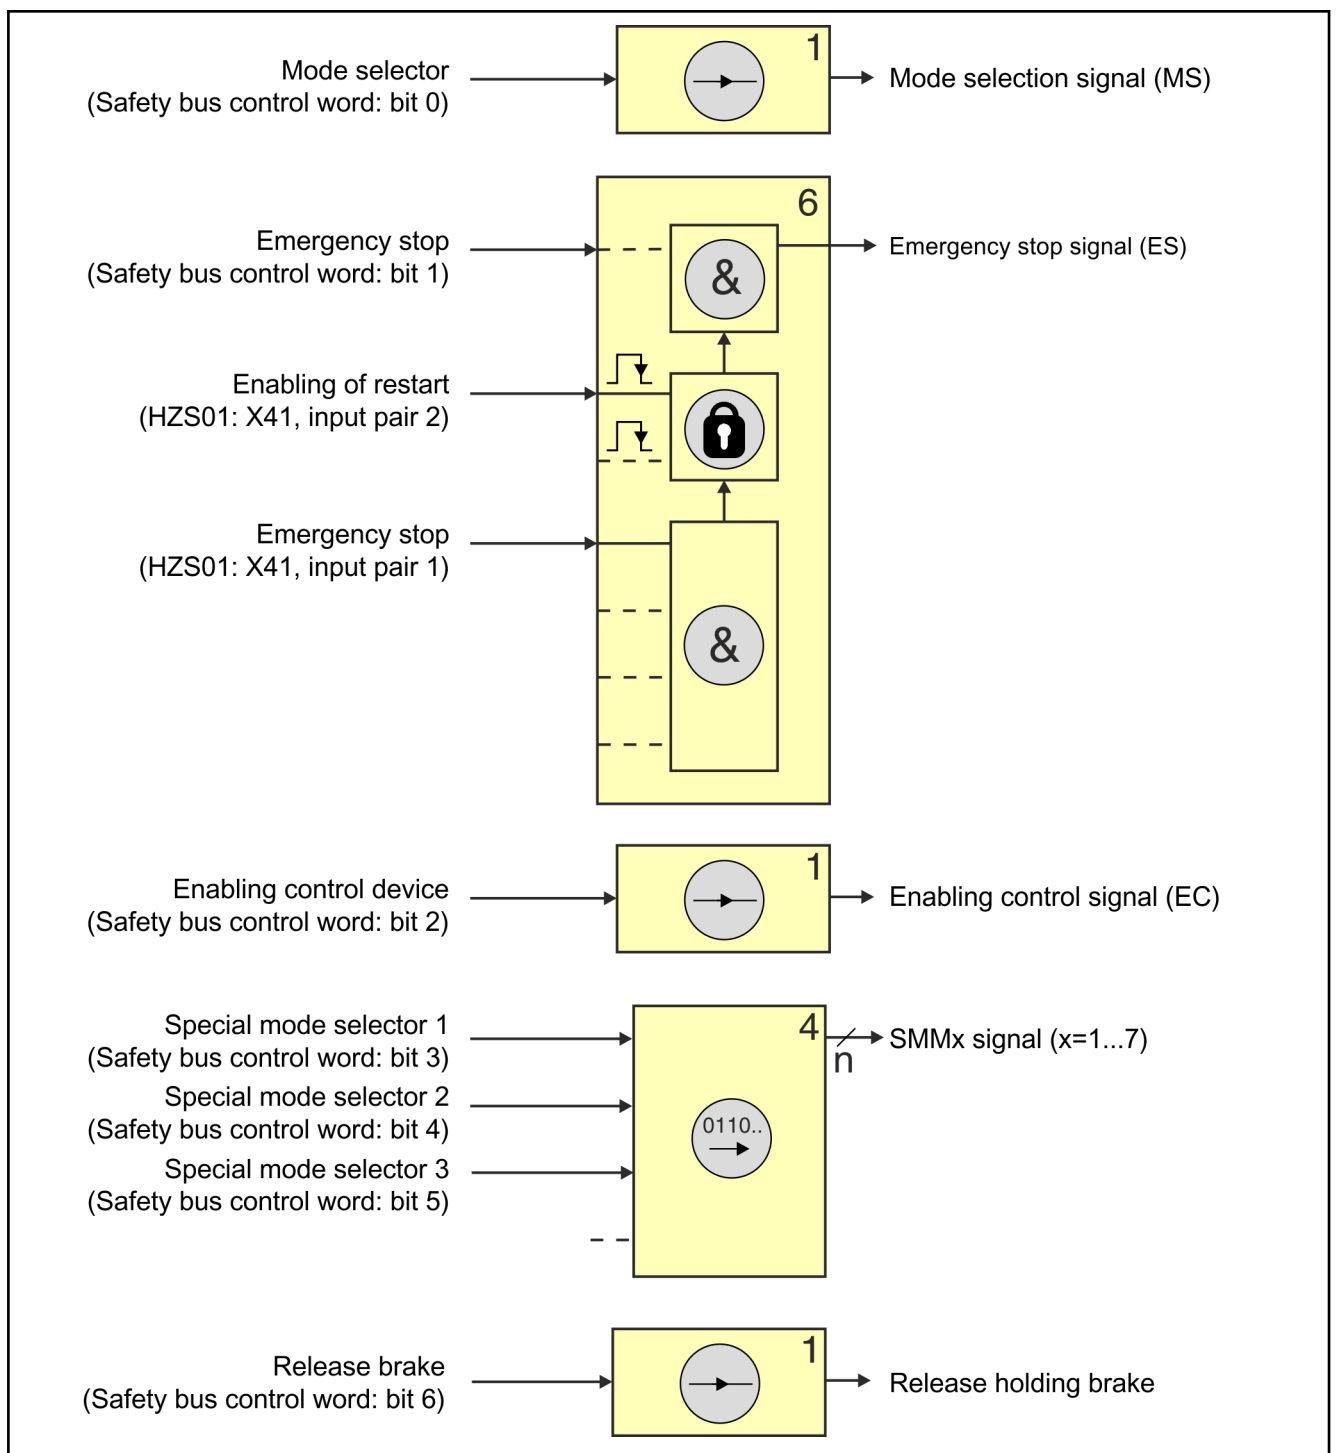 Mode selector
(Safety bus control word: bit 0)
1
Mode selection signal (MS)
6
Emergency stop
(Safety bus control word: bit 1)
&
Emergency stop signal (ES)
Enabling of restart
(HZS01: X41, input pair 2)
Emergency stop
(HZS01: X41, input pair 1)
&
Enabling control device
(Safety bus control word: bit 2)
1
Enabling control signal (EC)
Special mode selector 1
(Safety bus control word: bit 3)
Special mode selector 2
(Safety bus control word: bit 4)
Special mode selector 3
(Safety bus control word: bit 5)
4
n
SMMx signal (x=1...7)
0110..
Release brake
(Safety bus control word: bit 6)
1
Release holding brake